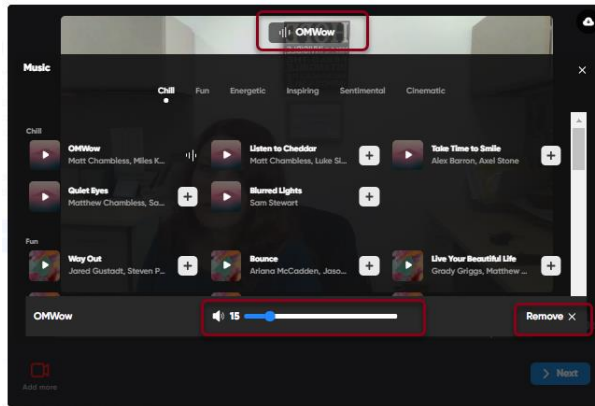 OMWow
Music
Chill Fun Energetic Inspiring Sentimental Cinematic
Chill
OMWow
Matt Chambless, Miles K...
Listen to Cheddar
Matt Chambless, Luke Sl...
Take Time to Smile
Alex Barron, Axel Stone
Quiet Eyes
Matthew Chambless, Sa...
Blurred Lights
Sam Stewart
Fun
Way Out
Jared Gustadt, Steven P...
Bounce
Ariana McCadden, Jaso...
Live Your Beautiful Life
Grady Griggs, Matthew ...
OMWow 15 Remove
Add more
Next